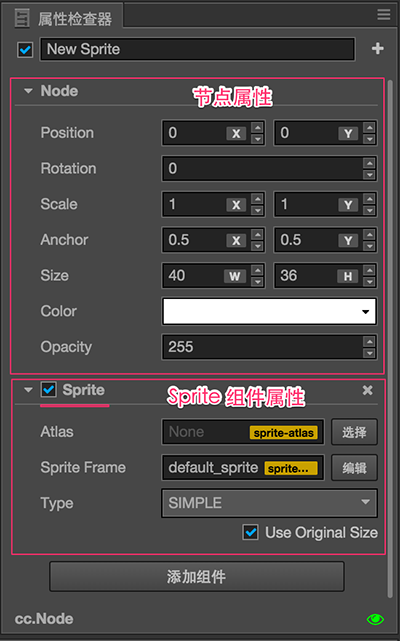 属性检查器
New Sprite
Node 节点属性
Position 0 X 0 Y
Rotation 0
Scale 1 X 1 Y
Anchor 0.5 X 0.5 Y
Size 40 W 36 H
Color
Opacity 255
Sprite Sprite 组件属性
Atlas None sprite-atlas 选择
Sprite Frame default_sprite sprite... 编辑
Type SIMPLE
Use Original Size
添加组件
cc.Node